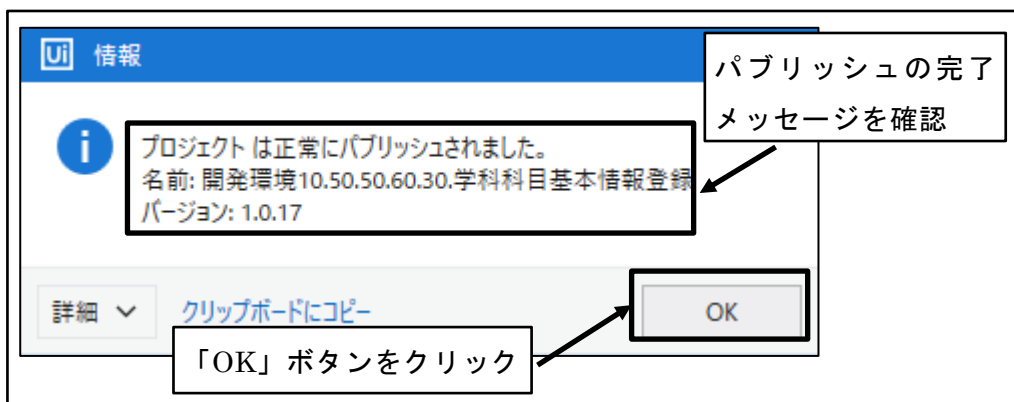 Ui 情報
パブリッシュの完了
メッセージを確認
プロジェクト は正常にパブリッシュされました。
名前: 開発環境10.50.50.60.30.学科科目基本情報登録
バージョン: 1.0.17
詳細
クリップボードにコピー
OK
「OK」ボタンをクリック